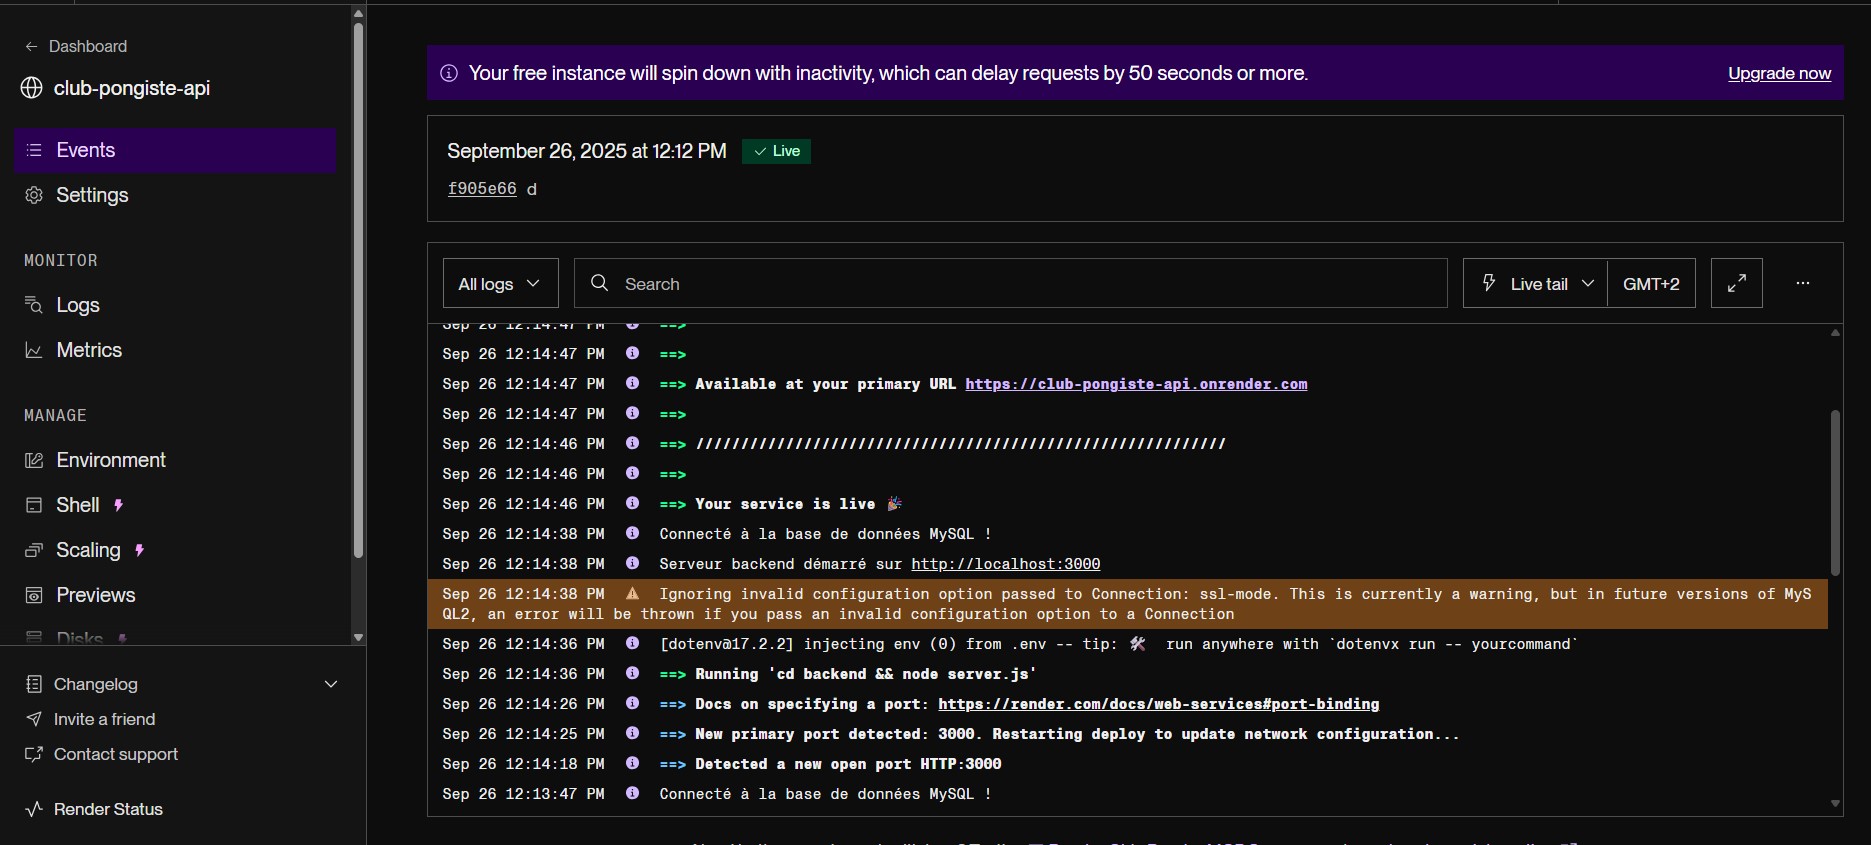 Dashboard
club-pongiste-api
Events
Settings
MONITOR
Logs
Metrics
MANAGE
Environment
Shell
Scaling
Previews
Disks
Changelog
Invite a friend
Contact support
Render Status
Your free instance will spin down with inactivity, which can delay requests by 50 seconds or more.
Upgrade now
September 26, 2025 at 12:12 PM
Live
f905e66 d
All logs
Search
Live tail
GMT+2
Sep 26 12:14:47 PM ==>
Sep 26 12:14:47 PM ==>
Sep 26 12:14:47 PM ==> Available at your primary URL https://club-pongiste-api.onrender.com
Sep 26 12:14:47 PM ==>
Sep 26 12:14:46 PM ==> ///////////////////////////////////////////////////////////
Sep 26 12:14:46 PM ==>
Sep 26 12:14:46 PM ==> Your service is live 🎉
Sep 26 12:14:38 PM Connecté à la base de données MySQL !
Sep 26 12:14:38 PM Serveur backend démarré sur http://localhost:3000
Sep 26 12:14:38 PM Ignoring invalid configuration option passed to Connection: ssl-mode. This is currently a warning, but in future versions of MyS
QL2, an error will be thrown if you pass an invalid configuration option to a Connection
Sep 26 12:14:36 PM [dotenv@17.2.2] injecting env (0) from .env -- tip: 🛠️ run anywhere with `dotenvx run -- yourcommand`
Sep 26 12:14:36 PM ==> Running 'cd backend && node server.js'
Sep 26 12:14:26 PM ==> Docs on specifying a port: https://render.com/docs/web-services#port-binding
Sep 26 12:14:25 PM ==> New primary port detected: 3000. Restarting deploy to update network configuration...
Sep 26 12:14:18 PM ==> Detected a new open port HTTP:3000
Sep 26 12:13:47 PM Connecté à la base de données MySQL !